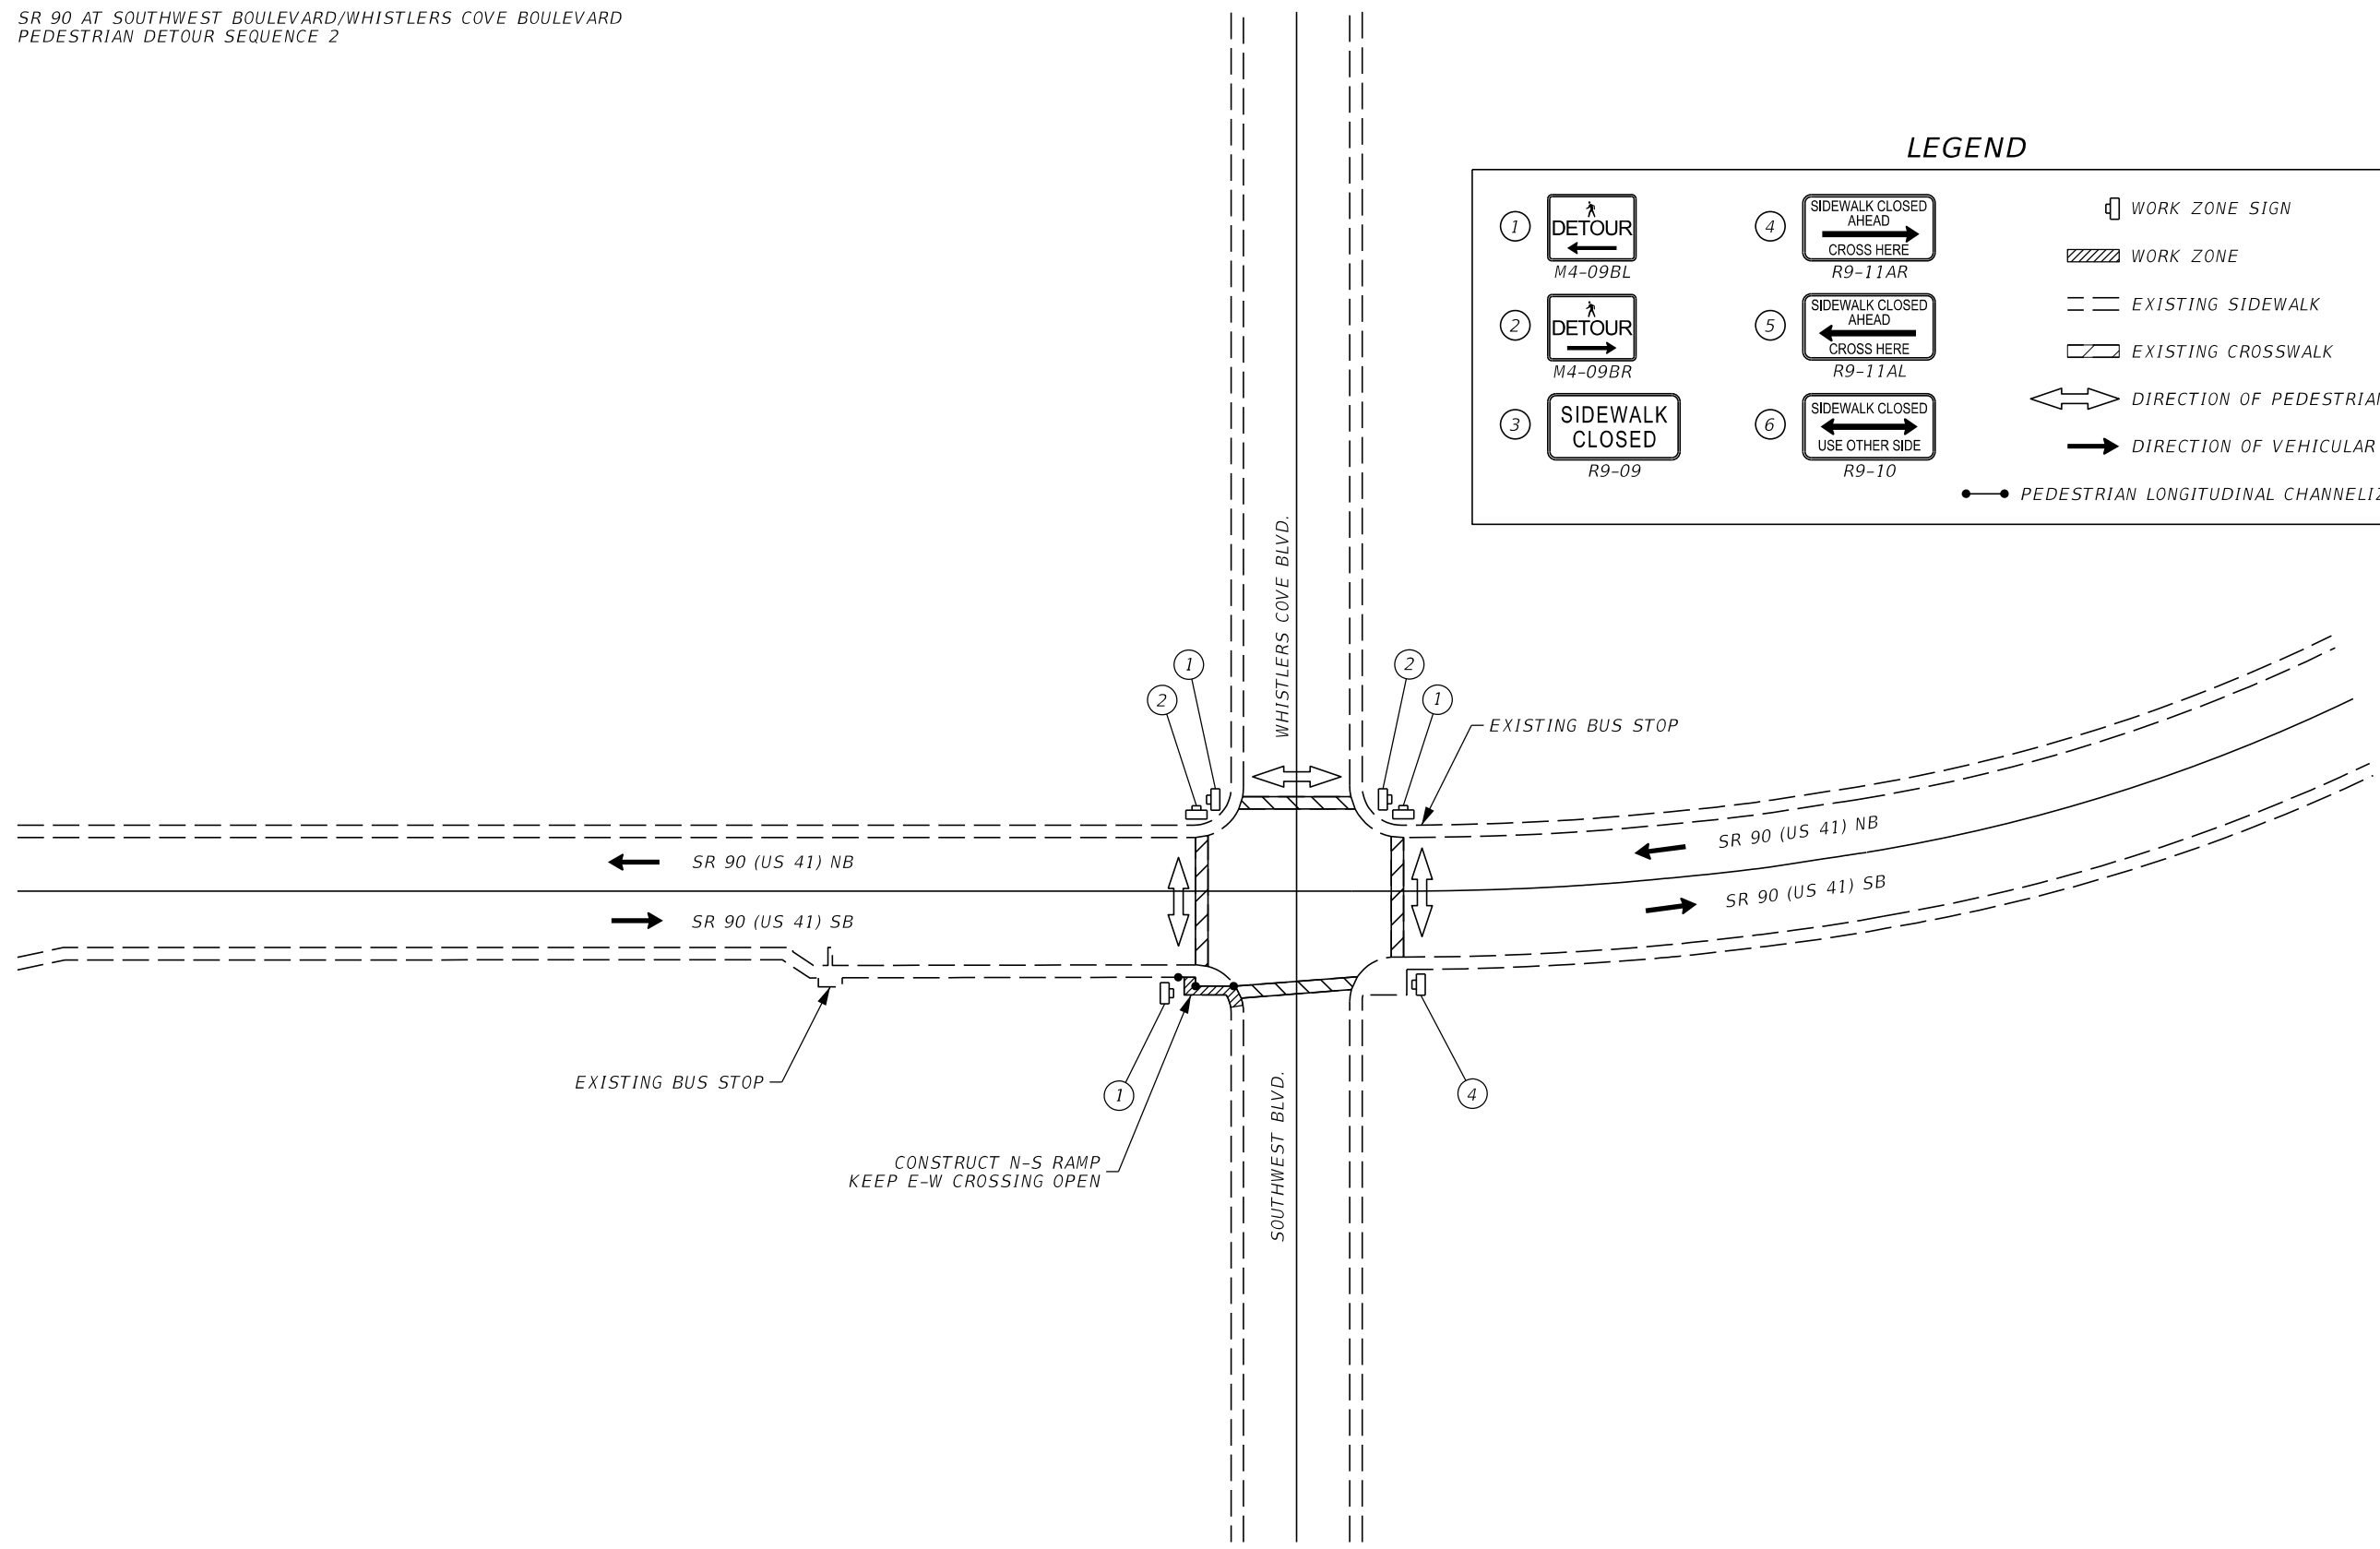 SR 90 AT SOUTHWEST BOULEVARD/WHISTLERS COVE BOULEVARD
PEDESTRIAN DETOUR SEQUENCE 2
LEGEND
1
DETOUR
M4-09BL
2
DETOUR
M4-09BR
3
SIDEWALK
CLOSED
R9-09
4
SIDEWALK CLOSED
AHEAD
CROSS HERE
R9-11AR
5
SIDEWALK CLOSED
AHEAD
CROSS HERE
R9-11AL
6
SIDEWALK CLOSED
USE OTHER SIDE
R9-10
WORK ZONE SIGN
WORK ZONE
EXISTING SIDEWALK
EXISTING CROSSWALK
DIRECTION OF PEDESTRIAN
DIRECTION OF VEHICULAR
PEDESTRIAN LONGITUDINAL CHANNELIZ
WHISTLERS COVE BLVD.
1
2
2
1
EXISTING BUS STOP
SR 90 (US 41) NB
SR 90 (US 41) SB
SR 90 (US 41) NB
SR 90 (US 41) SB
EXISTING BUS STOP
1
4
CONSTRUCT N-S RAMP
KEEP E-W CROSSING OPEN
SOUTHWEST BLVD.